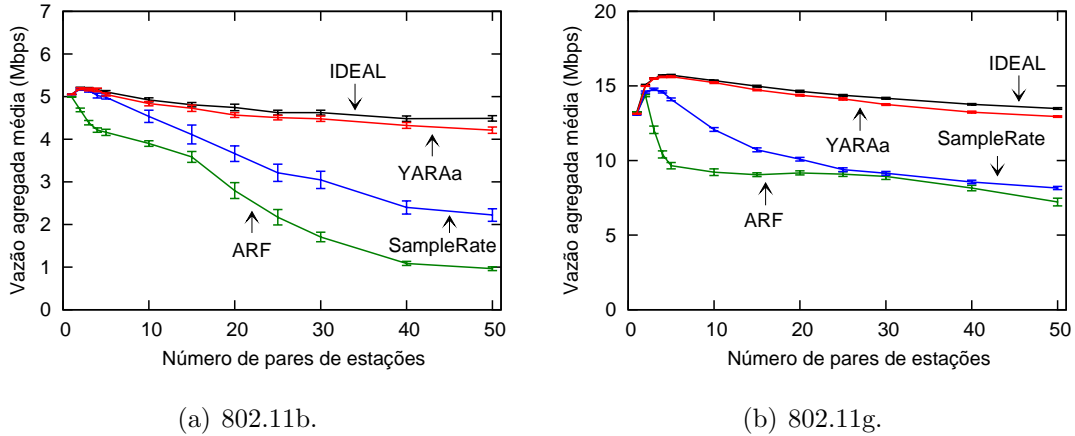 7
6
5
4
3
2
1
0
Vazão agregada média (Mbps)
IDEAL
YARAa
ARF
SampleRate
0 10 20 30 40 50
Número de pares de estações
(a) 802.11b.
20
15
10
5
0
Vazão agregada média (Mbps)
IDEAL
YARAa
SampleRate
ARF
0 10 20 30 40 50
Número de pares de estações
(b) 802.11g.